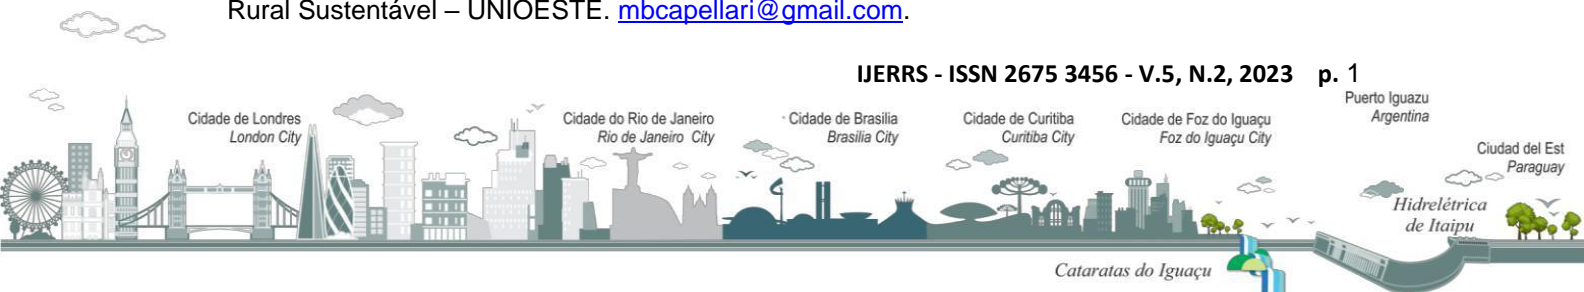 Rural Sustentável – UNIOESTE. mbcapellari@gmail.com.
IJERRS - ISSN 2675 3456 - V.5, N.2, 2023 p. 1
Cidade de Londres
London City
Cidade do Rio de Janeiro
Rio de Janeiro City
Cidade de Brasilia
Brasilia City
Cidade de Curitiba
Curitiba City
Cidade de Foz do Iguaçu
Foz do Iguaçu City
Puerto Iguazu
Argentina
Ciudad del Est
Paraguay
Hidrelétrica
de Itaipu
Cataratas do Iguaçu